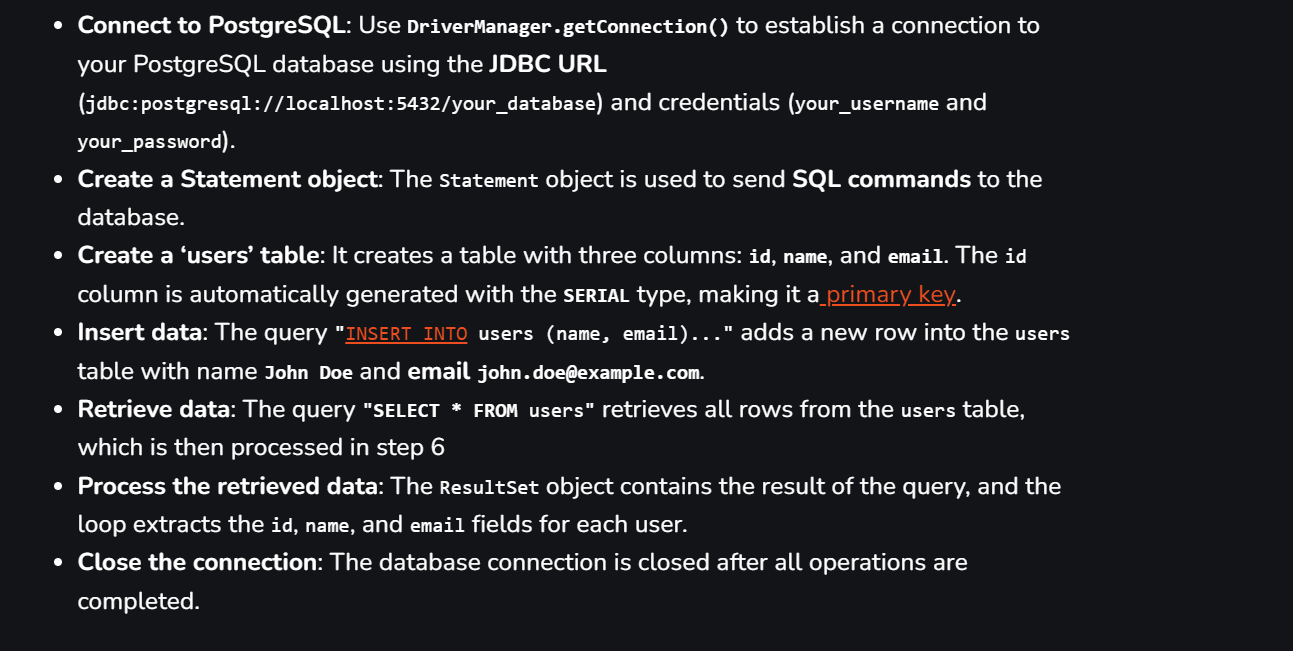 • Connect to PostgreSQL: Use DriverManager.getConnection() to establish a connection to
your PostgreSQL database using the JDBC URL
(jdbc:postgresql://localhost:5432/your_database) and credentials (your_username and
your_password).
• Create a Statement object: The Statement object is used to send SQL commands to the
database.
• Create a ‘users’ table: It creates a table with three columns: id, name, and email. The id
column is automatically generated with the SERIAL type, making it a primary key.
• Insert data: The query "INSERT INTO users (name, email)..." adds a new row into the users
table with name John Doe and email john.doe@example.com.
• Retrieve data: The query "SELECT * FROM users" retrieves all rows from the users table,
which is then processed in step 6
• Process the retrieved data: The ResultSet object contains the result of the query, and the
loop extracts the id, name, and email fields for each user.
• Close the connection: The database connection is closed after all operations are
completed.